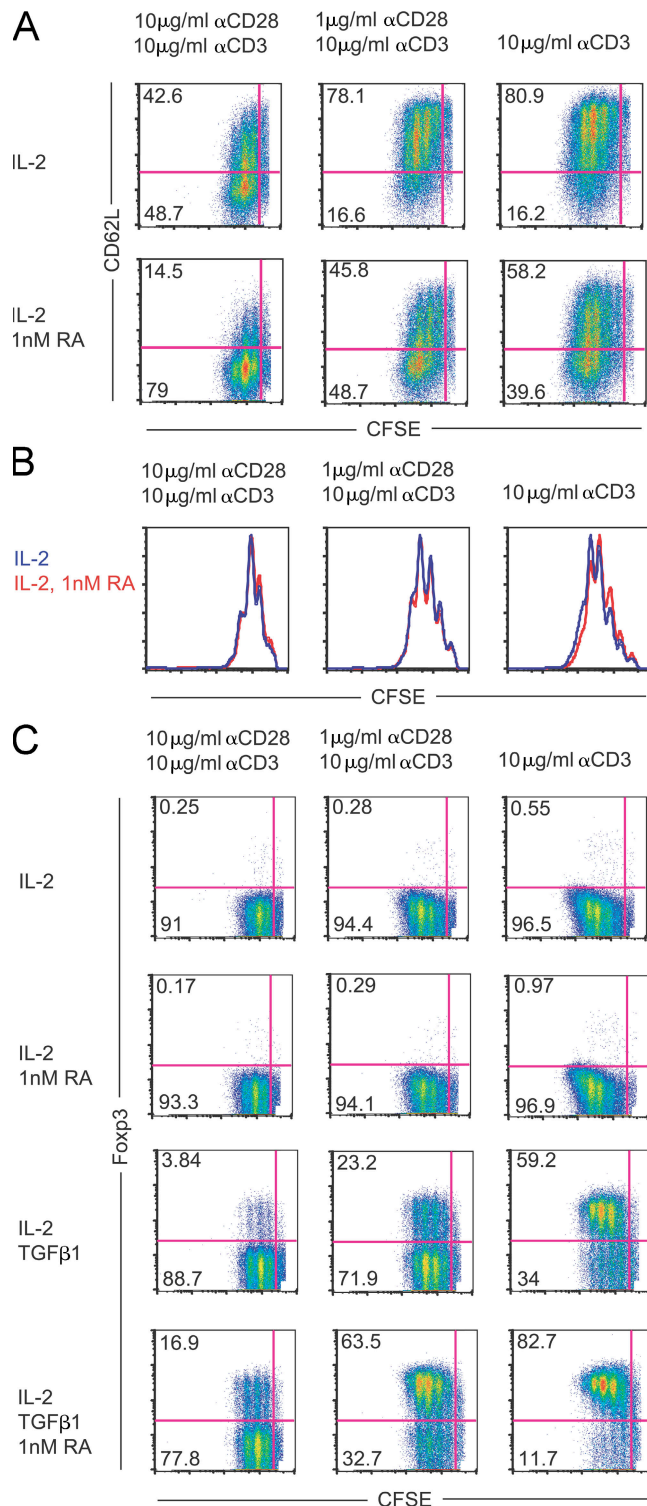 A
10µg/ml αCD28
10µg/ml αCD3
1µg/ml αCD28
10µg/ml αCD3
10µg/ml αCD3
IL-2
42.6
48.7
78.1
16.6
80.9
16.2
CD62L
IL-2
1nM RA
14.5
79
45.8
48.7
58.2
39.6
CFSE
B
10µg/ml αCD28
10µg/ml αCD3
1µg/ml αCD28
10µg/ml αCD3
10µg/ml αCD3
IL-2
IL-2, 1nM RA
CFSE
C
10µg/ml αCD28
10µg/ml αCD3
1µg/ml αCD28
10µg/ml αCD3
10µg/ml αCD3
IL-2
0.25
91
0.28
94.4
0.55
96.5
IL-2
1nM RA
0.17
93.3
0.29
94.1
0.97
96.9
Foxp3
IL-2
TGFβ1
3.84
88.7
23.2
71.9
59.2
34
IL-2
TGFβ1
1nM RA
16.9
77.8
63.5
32.7
82.7
11.7
CFSE